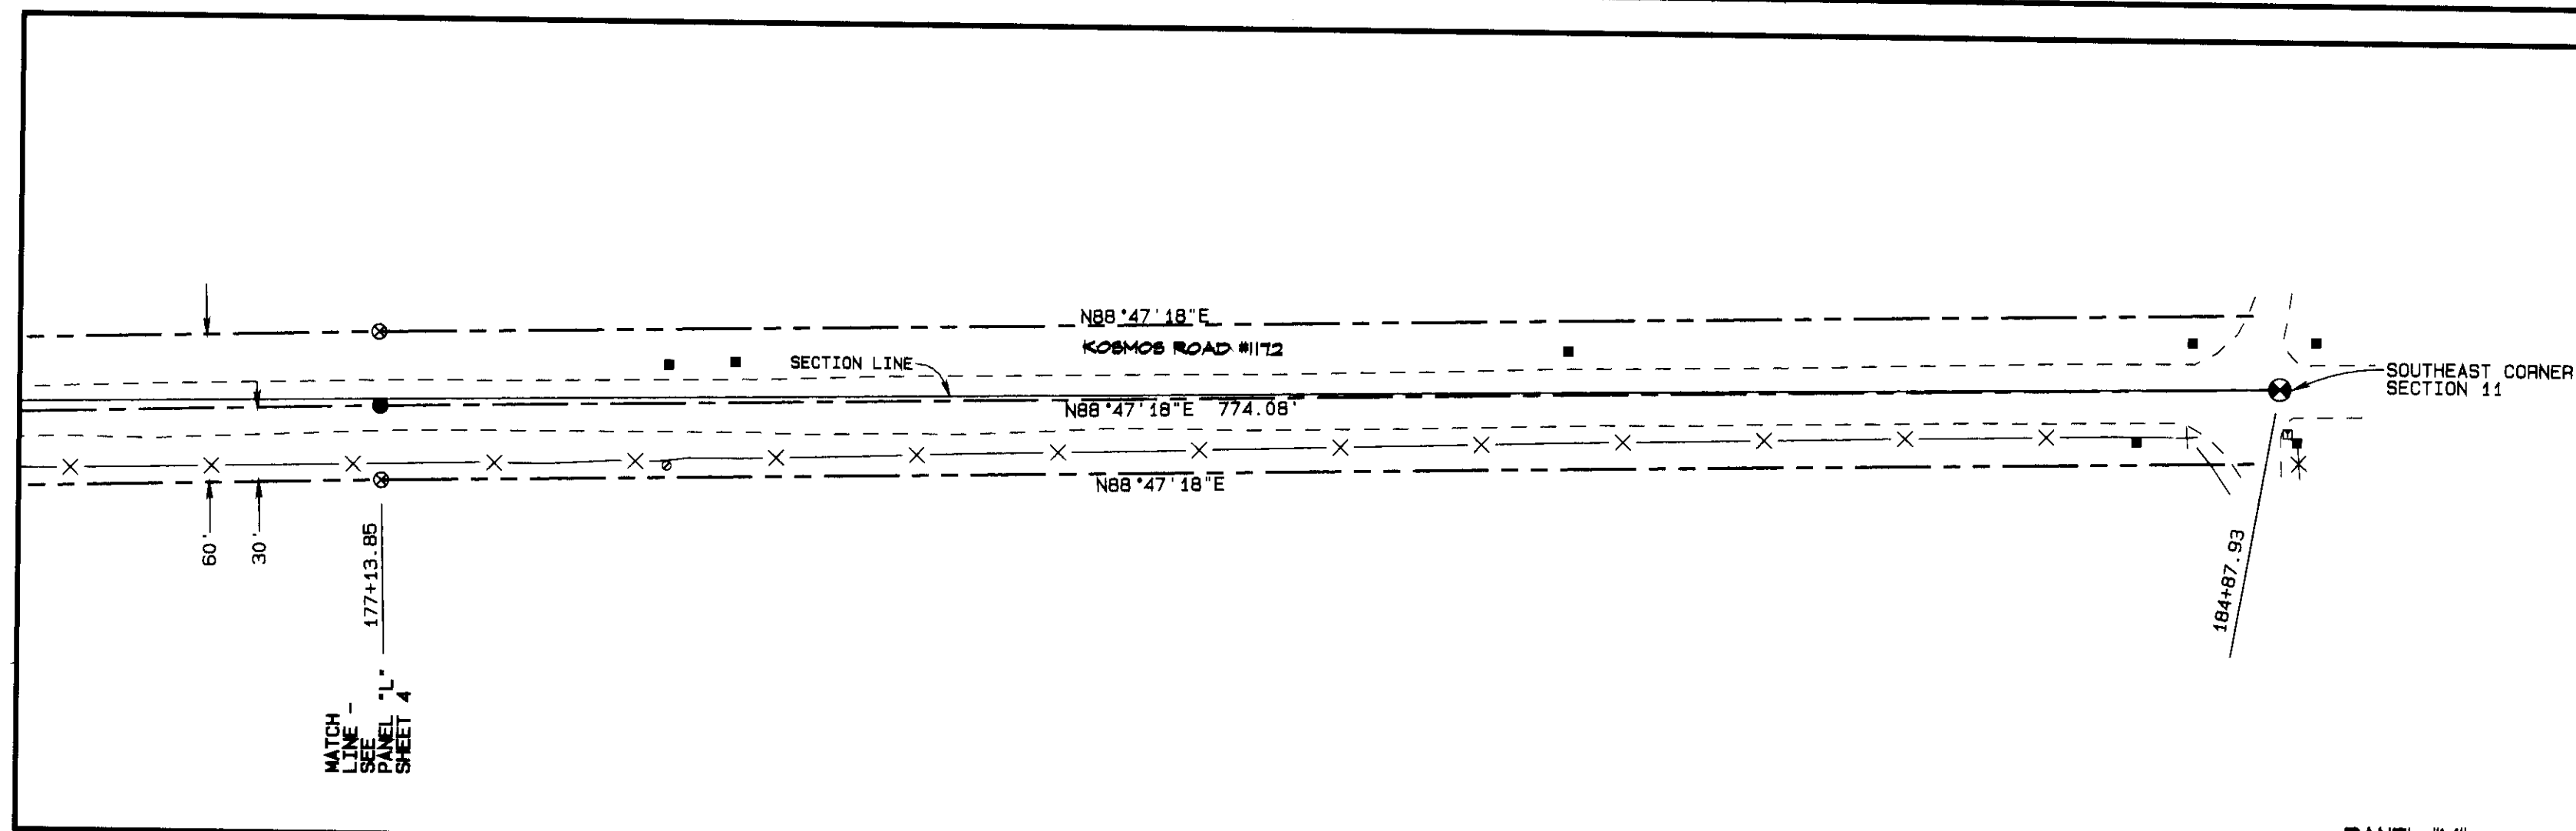 N88°47'18"E
KOSMOS ROAD #1172
SECTION LINE
SOUTHEAST CORNER
SECTION 11
N88°47'18"E 774.08'
N88°47'18"E
60'
30'
177+13.85
184+87.93
MATCH
LINE -
SEE
PANEL "L"
SHEET 4